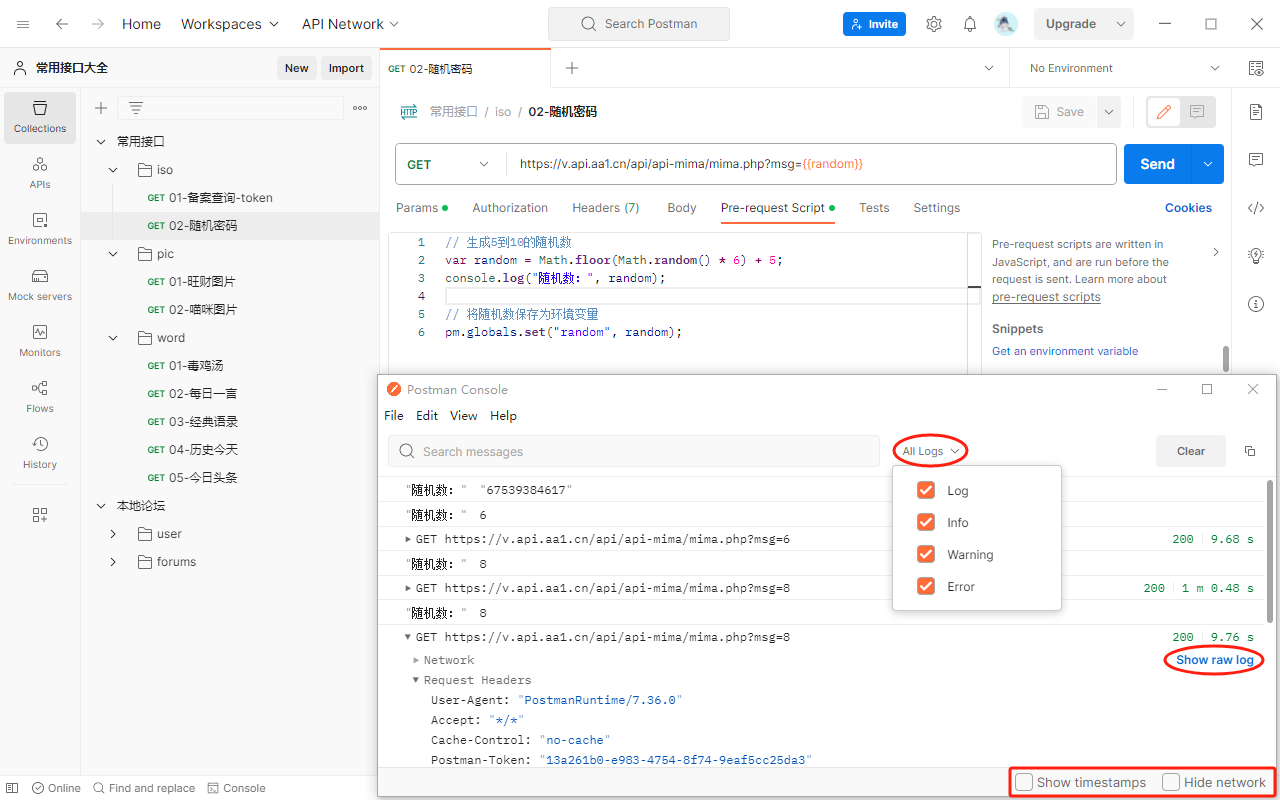 Home
Workspaces
API Network
Search Postman
Invite
Upgrade
常用接口大全
New
Import
GET 02-随机密码
No Environment
Collections
APIs
Environments
Mock servers
Monitors
Flows
History
常用接口
iso
GET 01-备案查询-token
GET 02-随机密码
pic
GET 01-旺财图片
GET 02-喵咪图片
word
GET 01-毒鸡汤
GET 02-每日一言
GET 03-经典语录
GET 04-历史今天
GET 05-今日头条
本地论坛
user
forums
HTTP 常用接口 / iso / 02-随机密码
Save
GET
https://v.api.aa1.cn/api/api-mima/mima.php?msg={{random}}
Send
Params
Authorization
Headers (7)
Body
Pre-request Script
Tests
Settings
Cookies
1 // 生成5到10的随机数
2 var random = Math.floor(Math.random() * 6) + 5;
3 console.log("随机数: ", random);
4
5 // 将随机数保存为环境变量
6 pm.globals.set("random", random);
Pre-request scripts are written in
JavaScript, and are run before the
request is sent. Learn more about
pre-request scripts
Snippets
Get an environment variable
Postman Console
File Edit View Help
Search messages
All Logs
Clear
Log
Info
Warning
Error
"随机数: " "67539384617"
"随机数: " 6
GET https://v.api.aa1.cn/api/api-mima/mima.php?msg=6 200 9.68 s
"随机数: " 8
GET https://v.api.aa1.cn/api/api-mima/mima.php?msg=8 200 1 m 0.48 s
"随机数: " 8
GET https://v.api.aa1.cn/api/api-mima/mima.php?msg=8 200 9.76 s
Network
Show raw log
Request Headers
User-Agent: "PostmanRuntime/7.36.0"
Accept: "*/*"
Cache-Control: "no-cache"
Postman-Token: "13a261b0-e983-4754-8f74-9eaf5cc25da3"
Show timestamps
Hide network
Online
Find and replace
Console